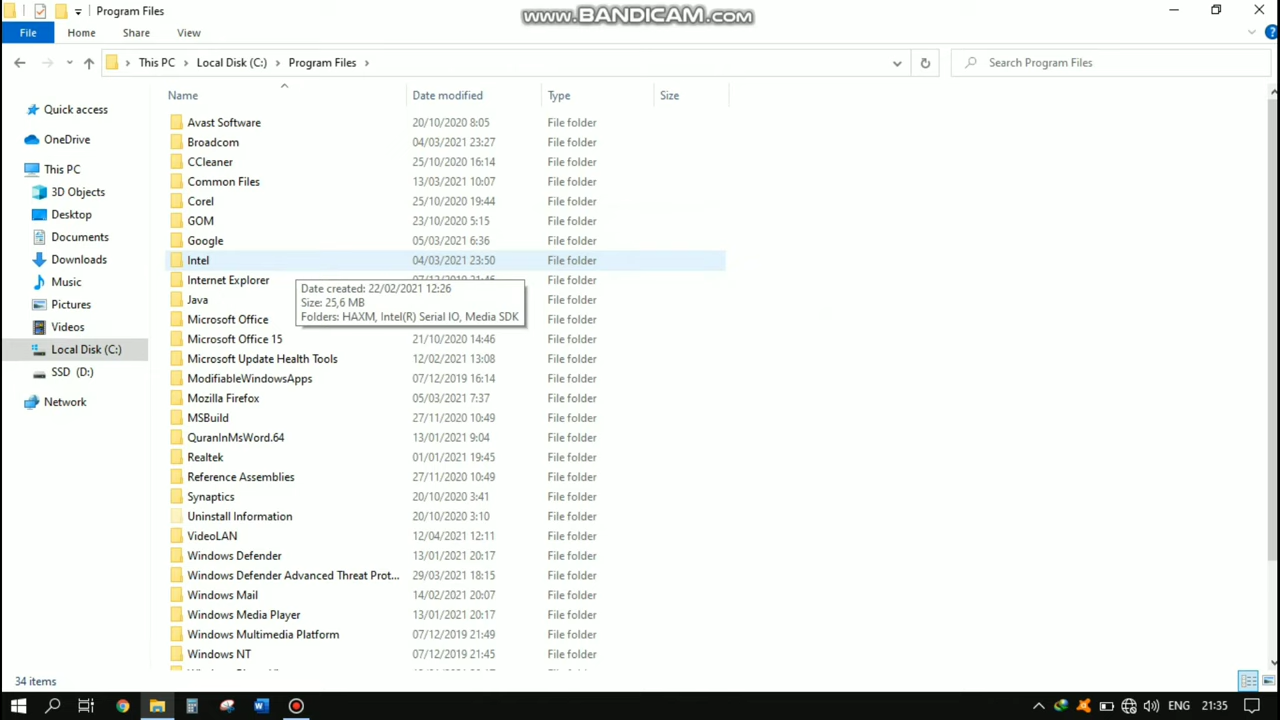 Program Files
www.BANDICAM.com
File Home Share View
This PC Local Disk (C:) Program Files
Search Program Files
Name Date modified Type Size
Quick access
OneDrive
This PC
3D Objects
Desktop
Documents
Downloads
Music
Pictures
Videos
Local Disk (C:)
SSD (D:)
Network
Avast Software 20/10/2020 8:05 File folder
Broadcom 04/03/2021 23:27 File folder
CCleaner 25/10/2020 16:14 File folder
Common Files 13/03/2021 10:07 File folder
Corel 25/10/2020 19:44 File folder
GOM 23/10/2020 5:15 File folder
Google 05/03/2021 6:36 File folder
Intel 04/03/2021 23:50 File folder
Internet Explorer 07/12/2019 21:46 File folder
Date created: 22/02/2021 12:26
Size: 25,6 MB
Folders: HAXM, Intel(R) Serial IO, Media SDK
Java File folder
Microsoft Office File folder
Microsoft Office 15 21/10/2020 14:46 File folder
Microsoft Update Health Tools 12/02/2021 13:08 File folder
ModifiableWindowsApps 07/12/2019 16:14 File folder
Mozilla Firefox 05/03/2021 7:37 File folder
MSBuild 27/11/2020 10:49 File folder
QuranInMsWord.64 13/01/2021 9:04 File folder
Realtek 01/01/2021 19:45 File folder
Reference Assemblies 27/11/2020 10:49 File folder
Synaptics 20/10/2020 3:41 File folder
Uninstall Information 20/10/2020 3:10 File folder
VideoLAN 12/04/2021 12:11 File folder
Windows Defender 13/01/2021 20:17 File folder
Windows Defender Advanced Threat Prot... 29/03/2021 18:15 File folder
Windows Mail 14/02/2021 20:07 File folder
Windows Media Player 13/01/2021 20:17 File folder
Windows Multimedia Platform 07/12/2019 21:49 File folder
Windows NT 07/12/2019 21:45 File folder
34 items
ENG 21:35